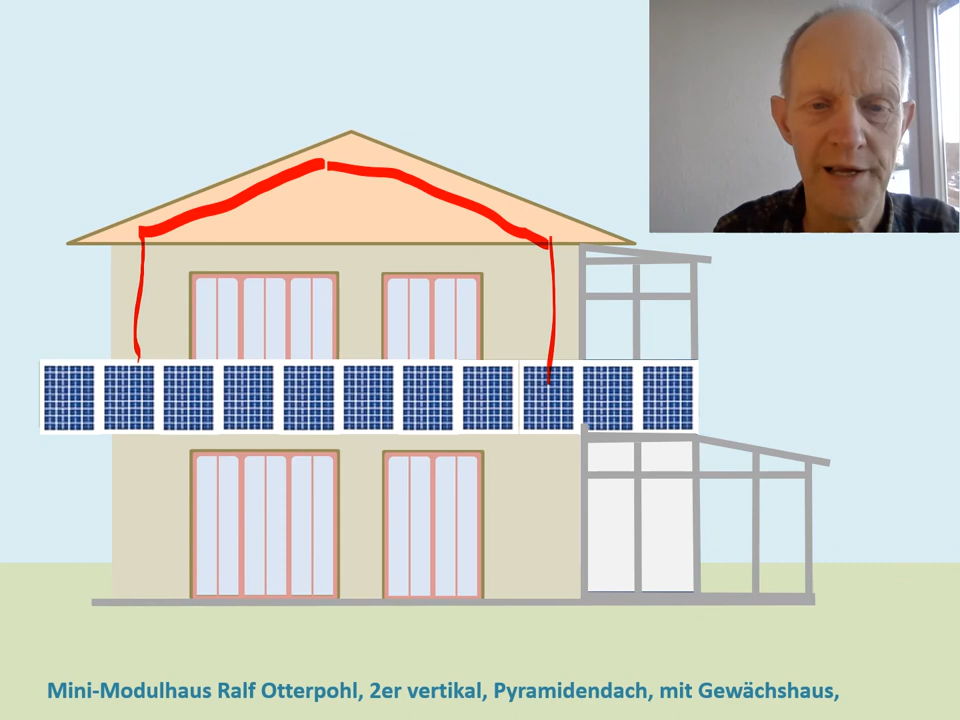 Mini-Modulhaus Ralf Otterpohl, 2er vertikal, Pyramidendach, mit Gewächshaus,